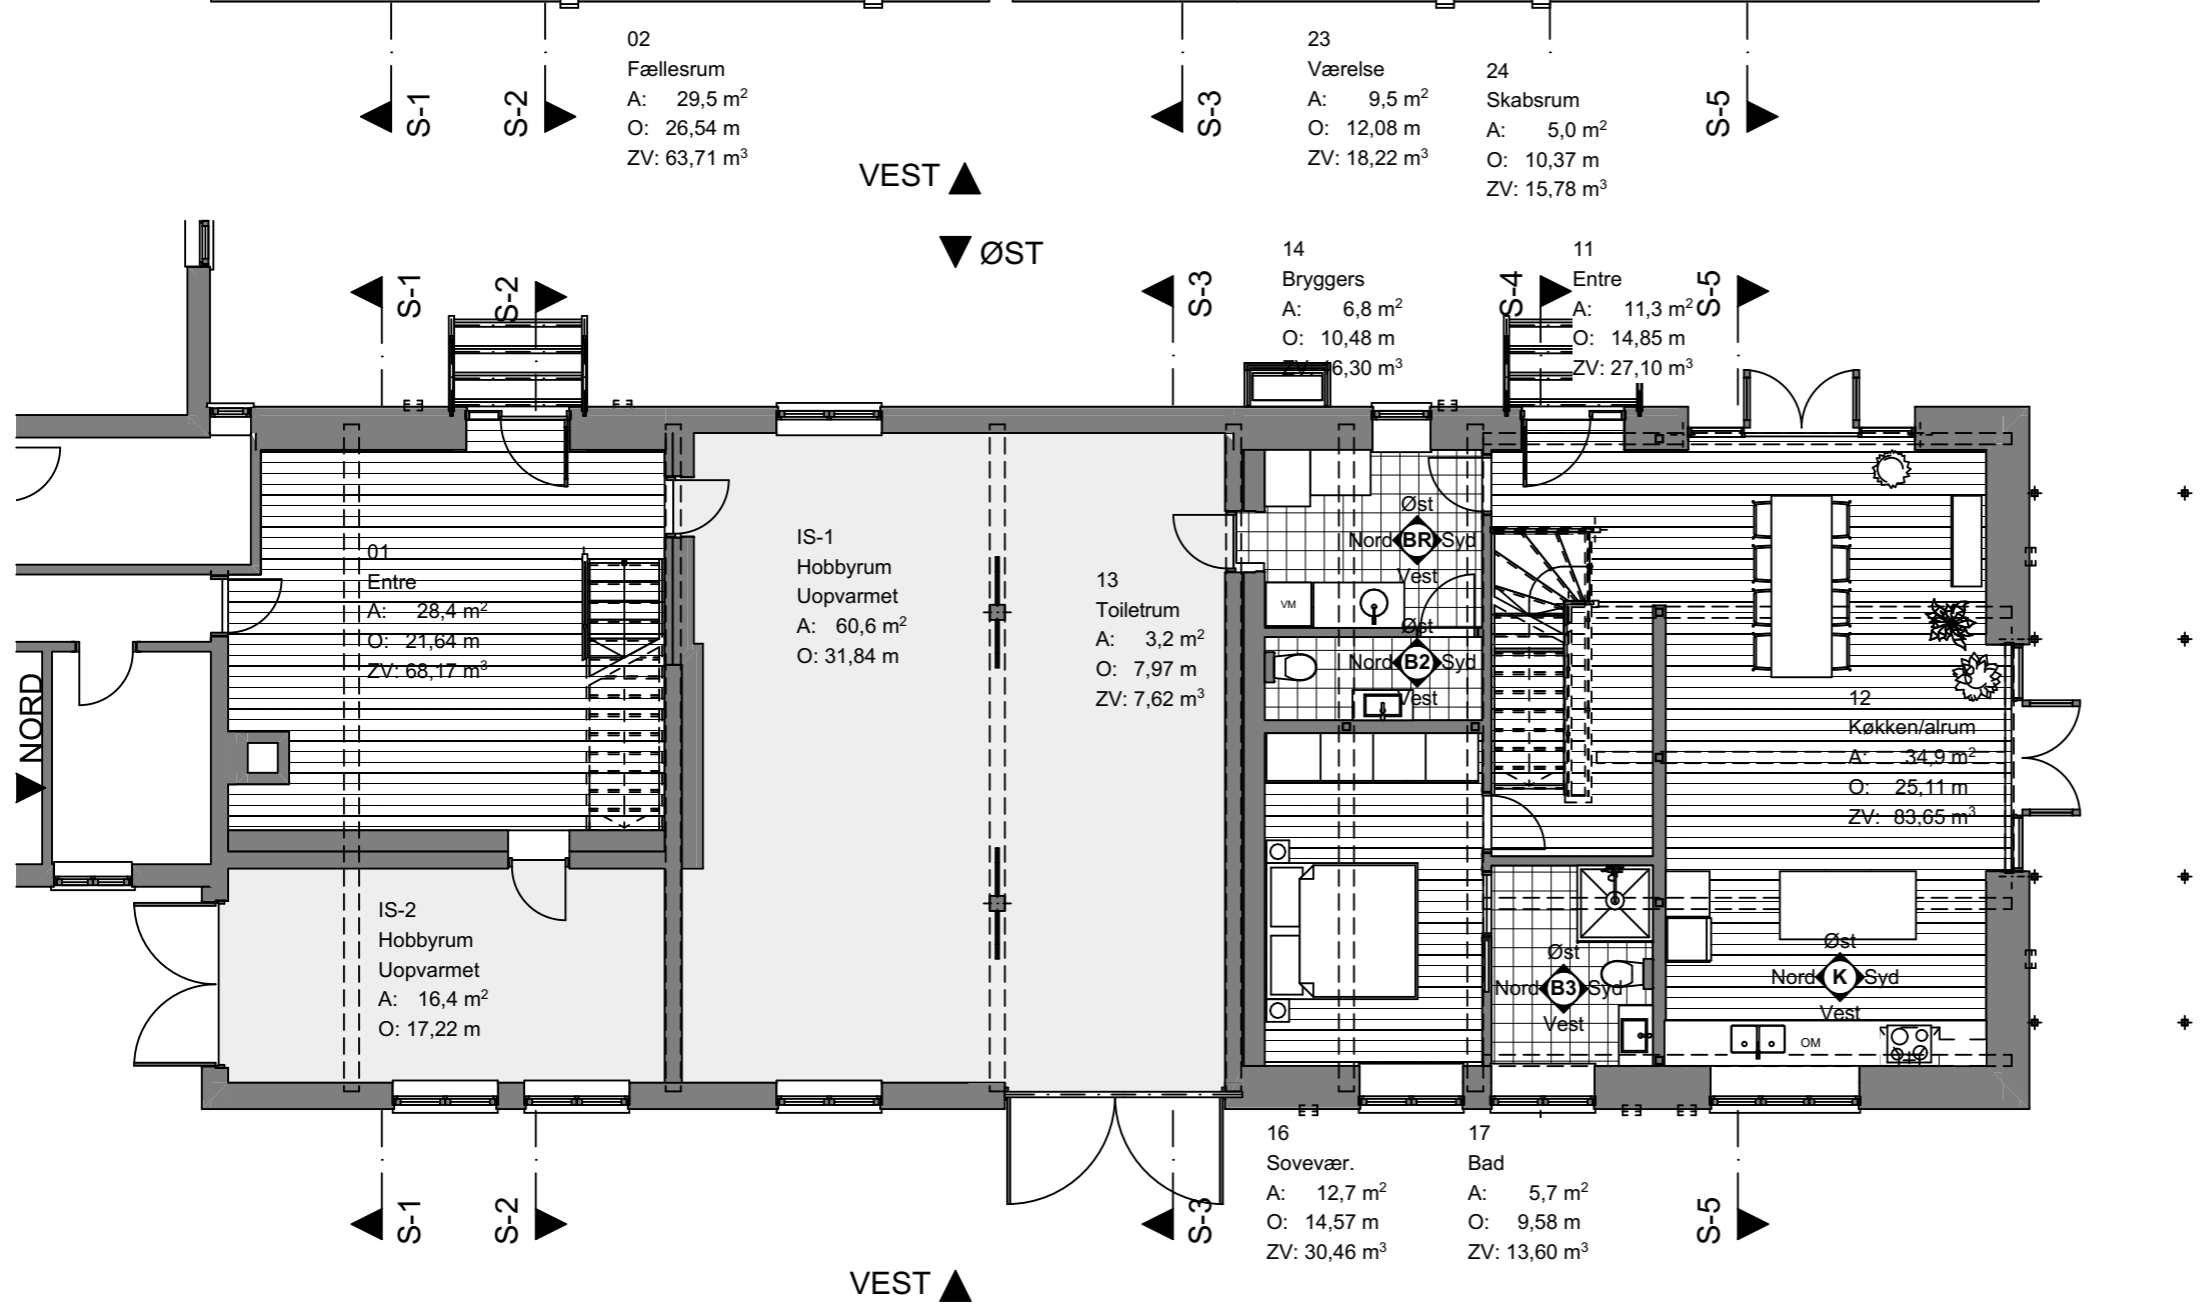 02
Fællesrum
A: 29,5 m²
O: 26,54 m
ZV: 63,71 m³
23
Værelse
A: 9,5 m²
O: 12,08 m
ZV: 18,22 m³
24
Skabsrum
A: 5,0 m²
O: 10,37 m
ZV: 15,78 m³
S-1
S-2
S-3
S-5
VEST
ØST
S-1
S-2
S-3
S-4
S-5
14
Bryggers
A: 6,8 m²
O: 10,48 m
ZV: 16,30 m³
11
Entre
A: 11,3 m²
O: 14,85 m
ZV: 27,10 m³
01
Entre
A: 28,4 m²
O: 21,64 m
ZV: 68,17 m³
IS-1
Hobbyrum
Uopvarmet
A: 60,6 m²
O: 31,84 m
13
Toiletrum
A: 3,2 m²
O: 7,97 m
ZV: 7,62 m³
Øst
Nord BR Syd
Vest
VM
Øst
Nord B2 Syd
Vest
NORD
12
Køkken/alrum
A: 34,9 m²
O: 25,11 m
ZV: 83,65 m³
IS-2
Hobbyrum
Uopvarmet
A: 16,4 m²
O: 17,22 m
Øst
Nord B3 Syd
Vest
Øst
Nord K Syd
Vest
OM
16
Sovevær.
A: 12,7 m²
O: 14,57 m
ZV: 30,46 m³
17
Bad
A: 5,7 m²
O: 9,58 m
ZV: 13,60 m³
S-1
S-2
S-3
S-5
VEST